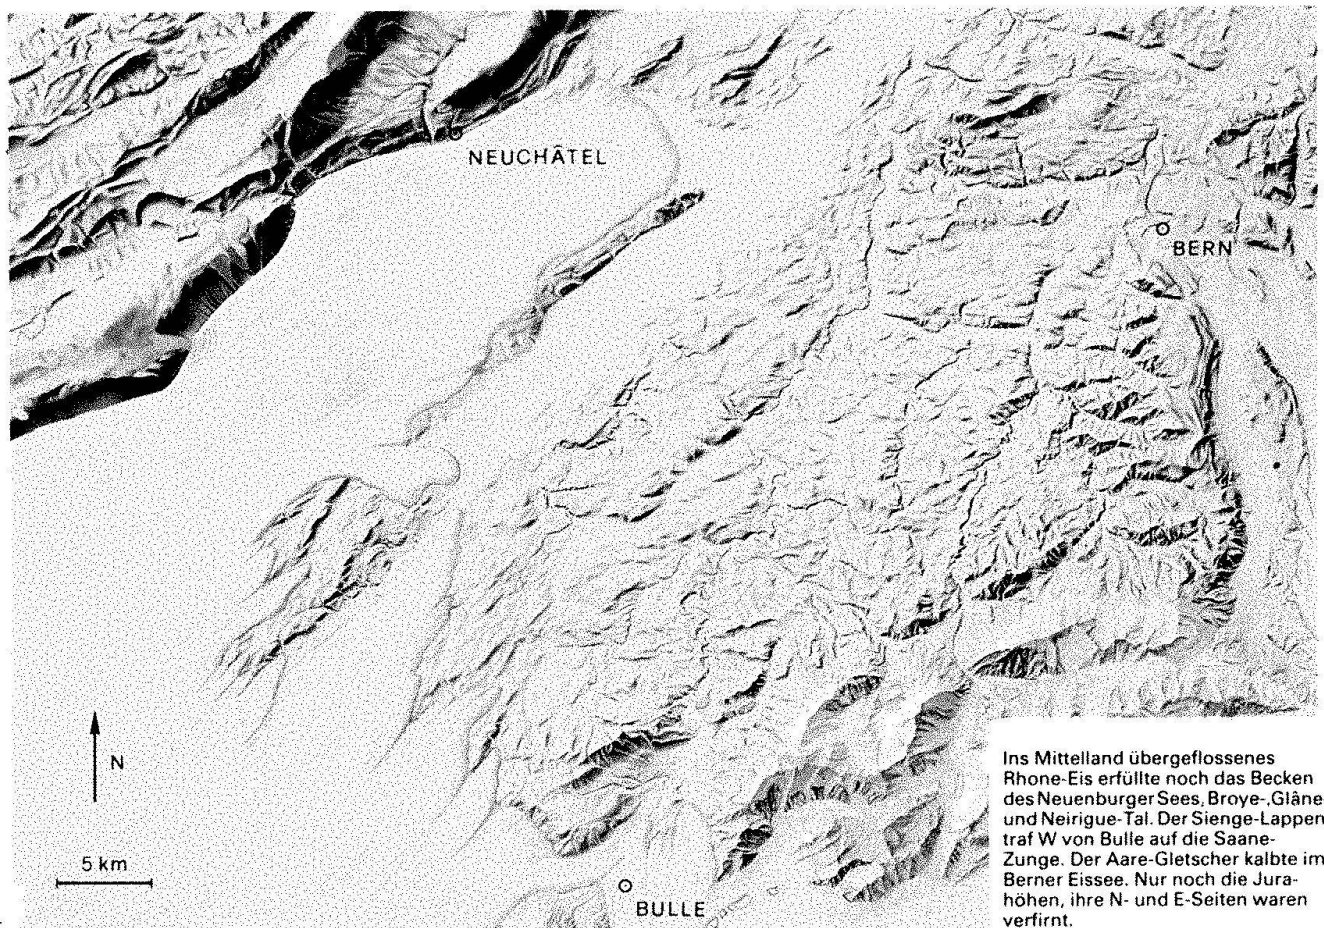 NEUCHÂTEL
BERN
N
5 km
BULLE
Ins Mittelland übergeflossenes
Rhone-Eis erfüllte noch das Becken
des Neuenburger Sees, Broye-,Glâne
und Neirigue-Tal. Der Sienge-Lappen
traf W von Bulle auf die Saane-
Zunge. Der Aare-Gletscher kalbte im
Berner Eissee. Nur noch die Jura-
höhen, ihre N- und E-Seiten waren
verfirnt.